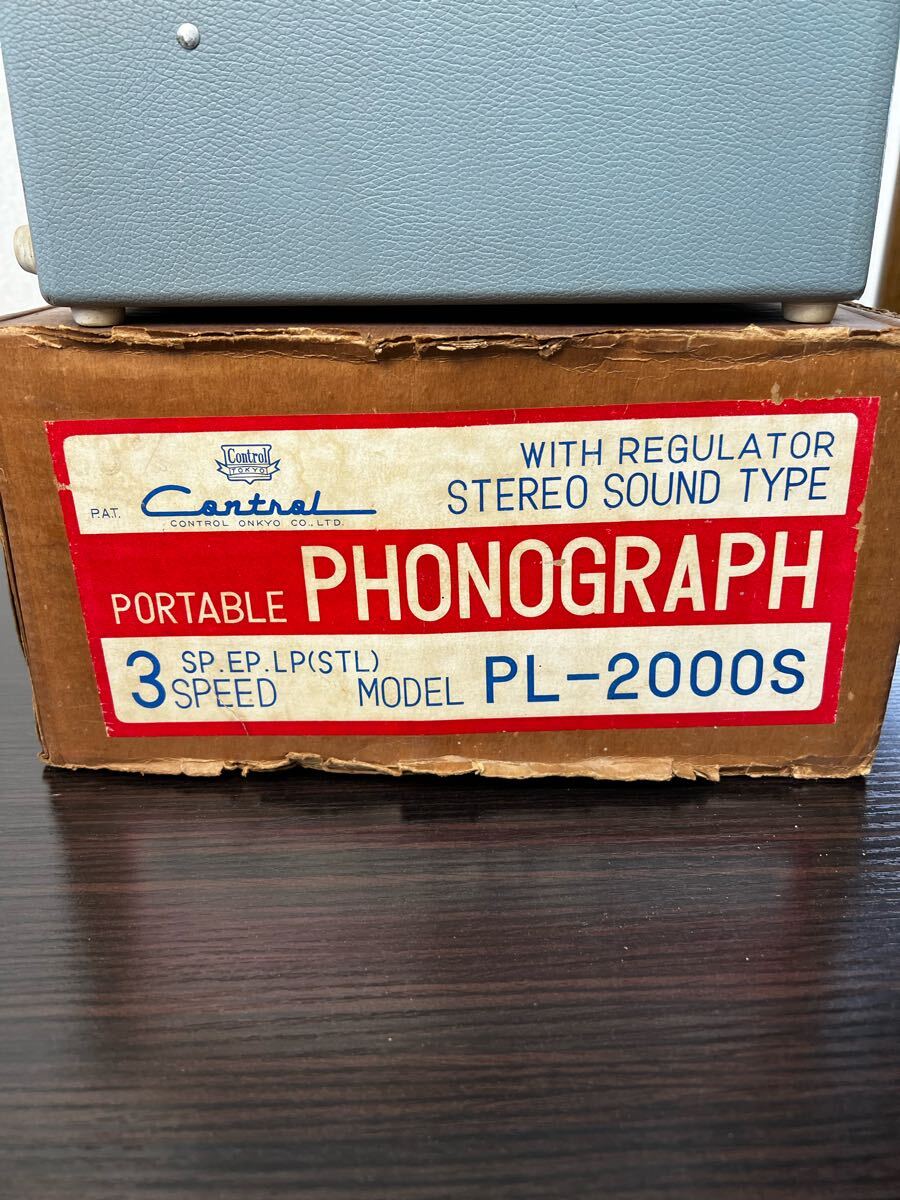 Control
TOKYO
P.A.T. Control
CONTROL ONKYO CO., LTD.
WITH REGULATOR
STEREO SOUND TYPE
PORTABLE PHONOGRAPH
3 SPEED
SP.EP.LP(STL)
MODEL PL-2000S